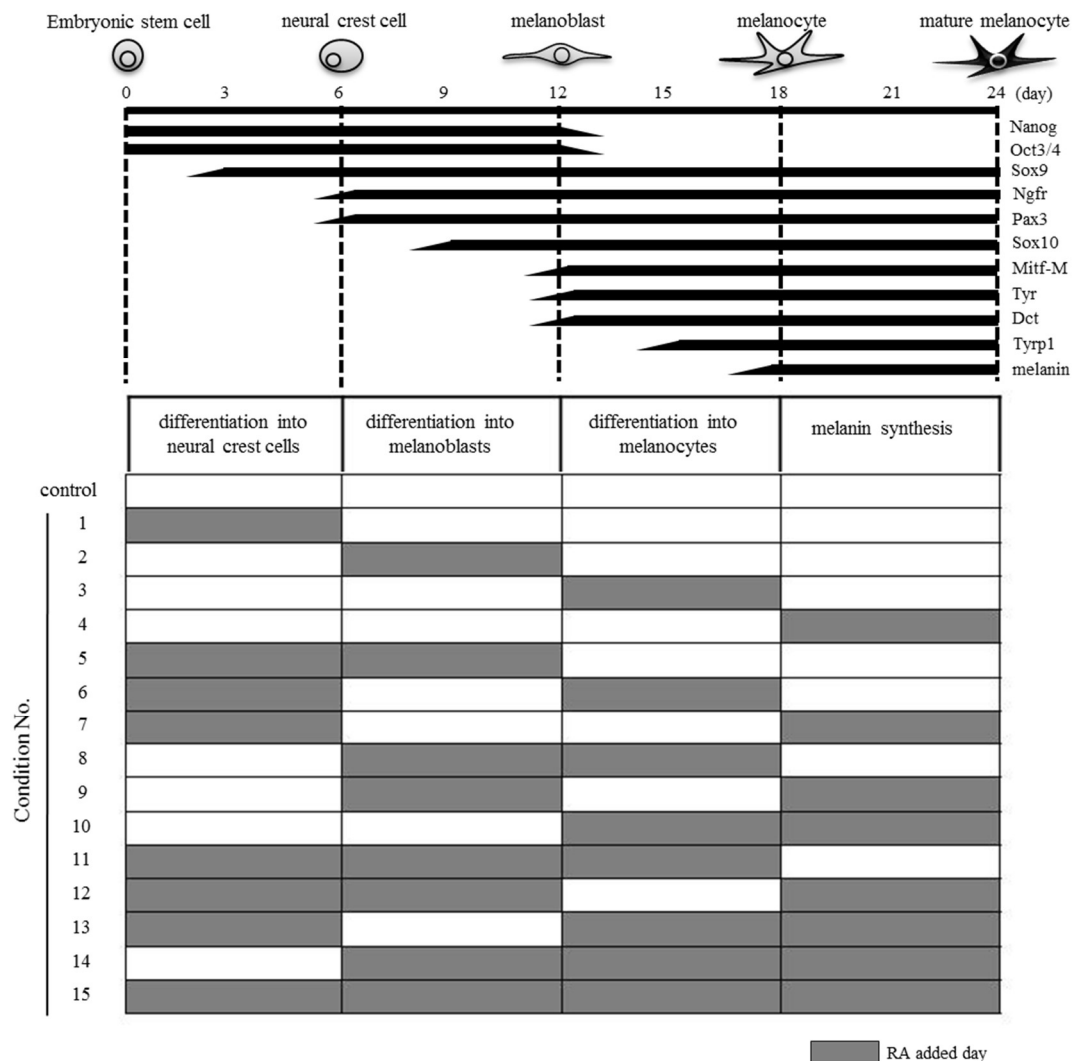 Embryonic stem cell neural crest cell melanoblast melanocyte mature melanocyte
0 3 6 9 12 15 18 21 24 (day)
Nanog
Oct3/4
Sox9
Ngfr
Pax3
Sox10
Mitf-M
Tyr
Dct
Tyrp1
melanin
differentiation into differentiation into differentiation into melanin synthesis
neural crest cells melanoblasts melanocytes
control
Condition No.
1
2
3
4
5
6
7
8
9
10
11
12
13
14
15
RA added day